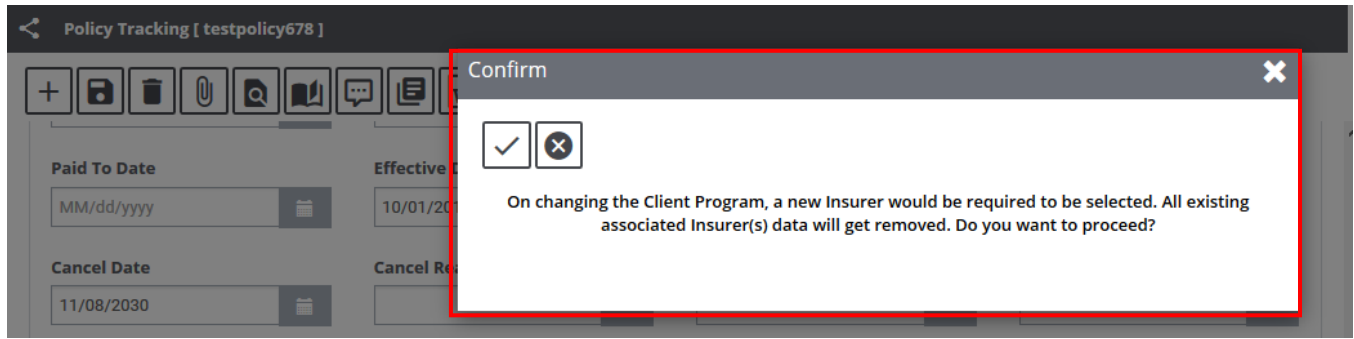 Policy Tracking [ testpolicy678 ]
Confirm
Paid To Date
Effective
MM/dd/yyyy
10/01/201
On changing the Client Program, a new Insurer would be required to be selected. All existing
associated Insurer(s) data will get removed. Do you want to proceed?
Cancel Date
Cancel
11/08/2030